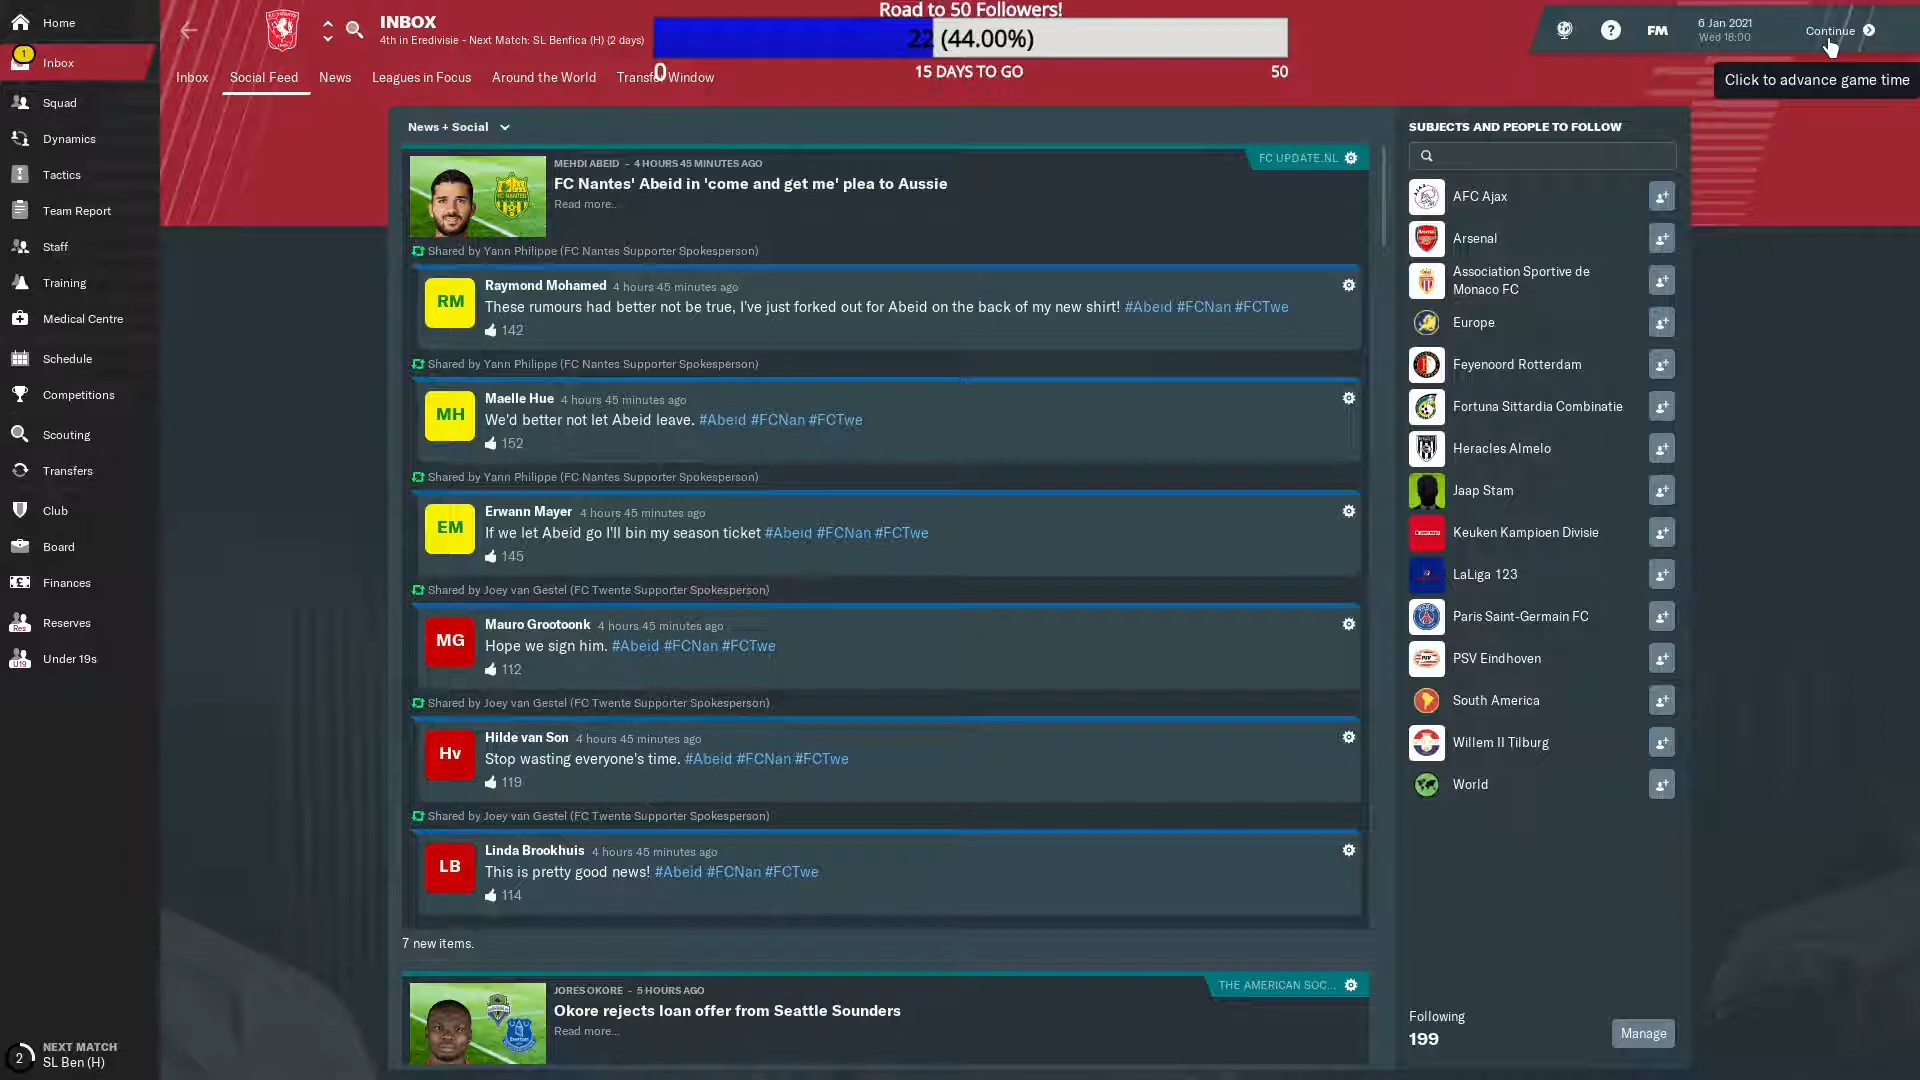 Home
1
Inbox
Squad
Dynamics
Tactics
Team Report
Staff
Training
Medical Centre
Schedule
Competitions
Scouting
Transfers
Club
Board
Finances
Res
Reserves
U19
Under 19s
2
NEXT MATCH
SL Ben (H)
INBOX
4th in Eredivisie - Next Match: SL Benfica (H) (2 days)
Inbox
Social Feed
News
Leagues in Focus
Around the World
Transfer Window
Road to 50 Followers!
22 (44.00%)
0
15 DAYS TO GO
50
FM
6 Jan 2021
Wed 18:00
Continue
Click to advance game time
News + Social
MEHDI ABEID - 4 HOURS 45 MINUTES AGO
FC UPDATE.NL
FC Nantes' Abeid in 'come and get me' plea to Aussie
Read more...
Shared by Yann Philippe (FC Nantes Supporter Spokesperson)
RM
Raymond Mohamed 4 hours 45 minutes ago
These rumours had better not be true, I've just forked out for Abeid on the back of my new shirt! #Abeid #FCNan #FCTwe
142
Shared by Yann Philippe (FC Nantes Supporter Spokesperson)
MH
Maelle Hue 4 hours 45 minutes ago
We'd better not let Abeid leave. #Abeid #FCNan #FCTwe
152
Shared by Yann Philippe (FC Nantes Supporter Spokesperson)
EM
Erwann Mayer 4 hours 45 minutes ago
If we let Abeid go I'll bin my season ticket #Abeid #FCNan #FCTwe
145
Shared by Joey van Gestel (FC Twente Supporter Spokesperson)
MG
Mauro Grootoonk 4 hours 45 minutes ago
Hope we sign him. #Abeid #FCNan #FCTwe
112
Shared by Joey van Gestel (FC Twente Supporter Spokesperson)
Hv
Hilde van Son 4 hours 45 minutes ago
Stop wasting everyone's time. #Abeid #FCNan #FCTwe
119
Shared by Joey van Gestel (FC Twente Supporter Spokesperson)
LB
Linda Brookhuis 4 hours 45 minutes ago
This is pretty good news! #Abeid #FCNan #FCTwe
114
7 new items.
JORES OKORE - 5 HOURS AGO
THE AMERICAN SOC...
Okore rejects loan offer from Seattle Sounders
Read more...
SUBJECTS AND PEOPLE TO FOLLOW
AFC Ajax
Arsenal
Association Sportive de
Monaco FC
Europe
Feyenoord Rotterdam
Fortuna Sittardia Combinatie
Heracles Almelo
Jaap Stam
Keuken Kampioen Divisie
LaLiga 123
Paris Saint-Germain FC
PSV Eindhoven
South America
Willem II Tilburg
World
Following
199
Manage